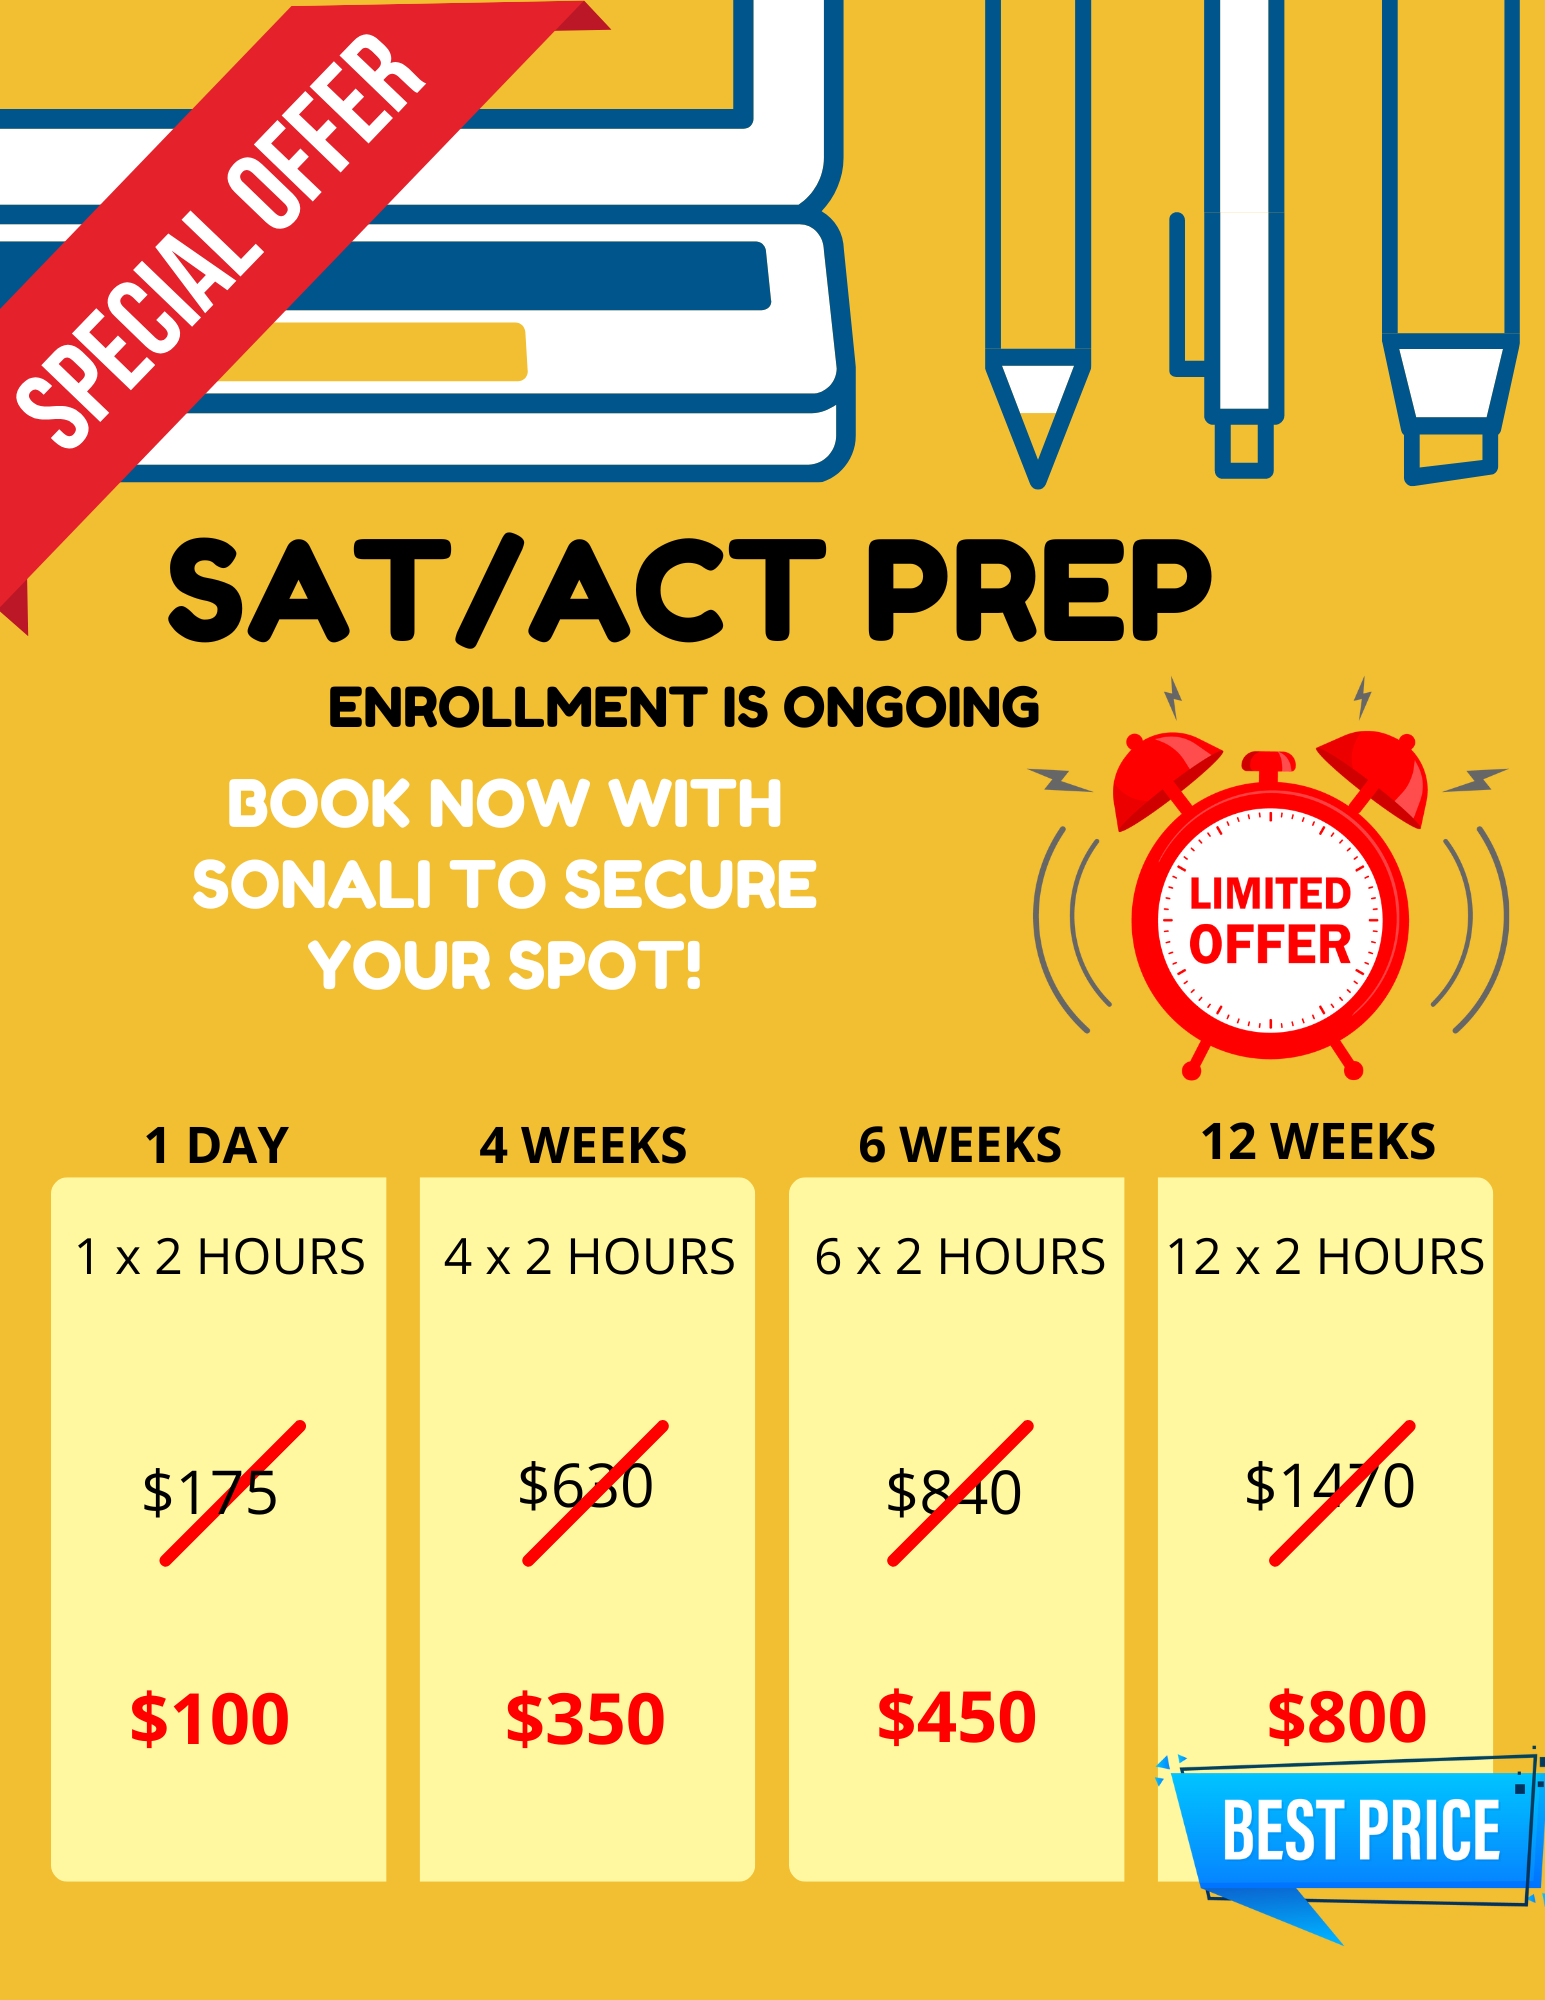 SPECIAL OFFER
SAT/ACT PREP
ENROLLMENT IS ONGOING
BOOK NOW WITH
SONALI TO SECURE
YOUR SPOT!
LIMITED
OFFER
1 DAY
1 x 2 HOURS
$175
$100
4 WEEKS
4 x 2 HOURS
$630
$350
6 WEEKS
6 x 2 HOURS
$840
$450
12 WEEKS
12 x 2 HOURS
$1470
$800
BEST PRICE